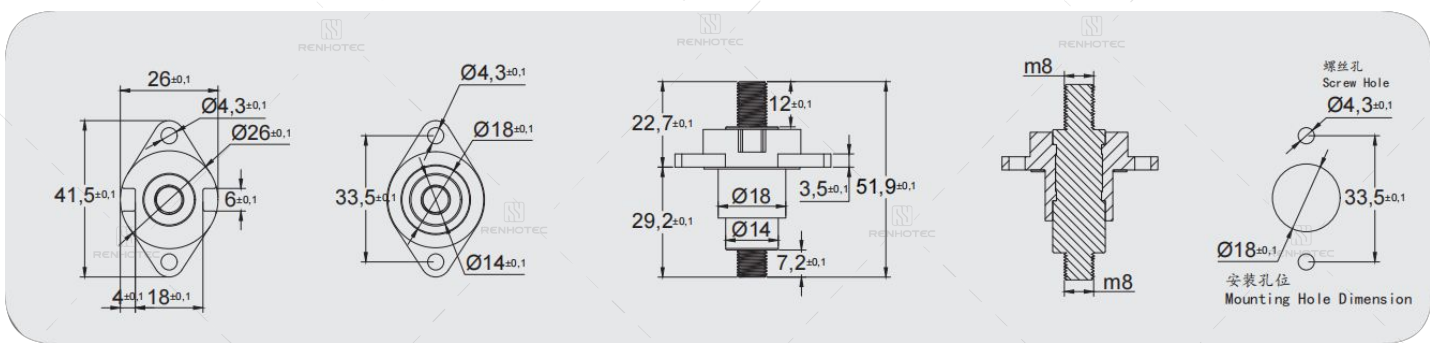 RENHOTEC
RENHOTEC
RENHOTEC
26±0,1
Ø4,3±0,1
Ø26±0,1
41,5±0,1
6±0,1
4±0,1
18±0,1
RENHOTEC
Ø4,3±0,1
Ø18±0,1
33,5±0,1
Ø14±0,1
RENHOTEC
22,7±0,1
12±0,1
3,5±0,1
51,9±0,1
29,2±0,1
Ø18
Ø14
7,2±0,1
RENHOTEC
m8
m8
螺丝孔
Screw Hole
Ø4,3±0,1
33,5±0,1
Ø18±0,1
RENHOTEC
安装孔位
Mounting Hole Dimension